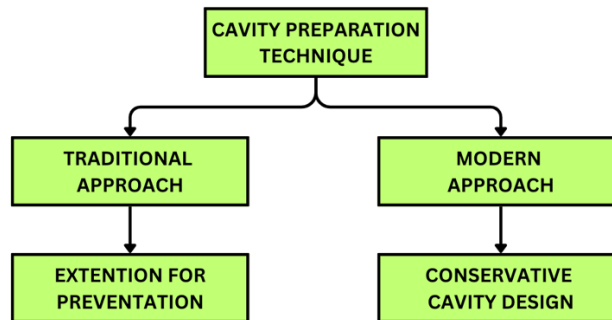 CAVITY PREPARATION
TECHNIQUE
TRADITIONAL
APPROACH
MODERN
APPROACH
EXTENTION FOR
PREVENTATION
CONSERVATIVE
CAVITY DESIGN